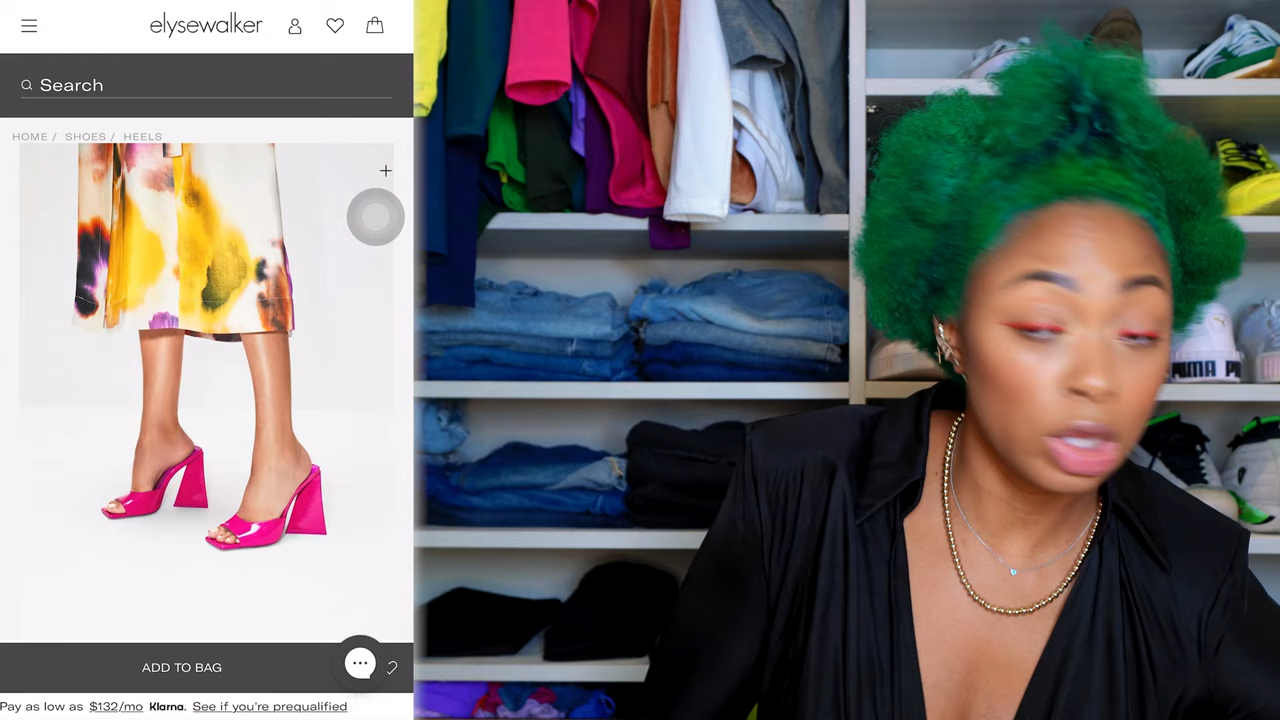 elysewalker
Search
HOME / SHOES / HEELS
ADD TO BAG
Pay as low as $132/mo Klarna. See if you're prequalified
PUMA